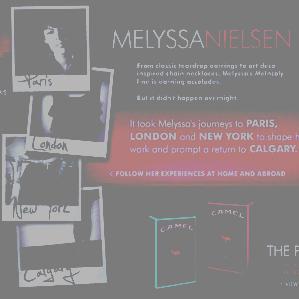 Paris
London
New York
Calgary
MELYSSANIELSEN
From classic teardrop earrings to art deco
inspired chain necklaces, Melyssa's
line is earning accolades.
But it didn't happen overnight.
It took Melyssa's journeys to PARIS,
LONDON and NEW YORK to shape
work and prompt a return to CALGARY.
< FOLLOW HER EXPERIENCES AT HOME AND ABROAD
CAMEL
CAMEL
THE